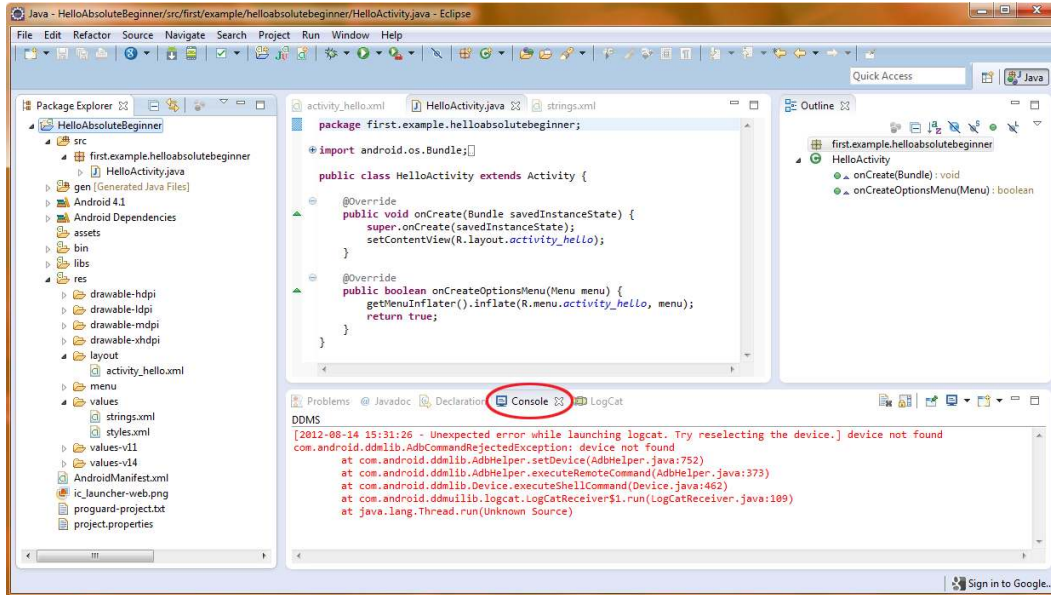 Java - HelloAbsoluteBeginner/src/first/example/helloabsolutebeginner/HelloActivity.java - Eclipse
File Edit Refactor Source Navigate Search Project Run Window Help
Quick Access
Java
Package Explorer
HelloAbsoluteBeginner
src
first.example.helloabsolutebeginner
HelloActivity.java
gen [Generated Java Files]
Android 4.1
Android Dependencies
assets
bin
libs
res
drawable-hdpi
drawable-ldpi
drawable-mdpi
drawable-xhdpi
layout
activity_hello.xml
menu
values
strings.xml
styles.xml
values-v11
values-v14
AndroidManifest.xml
ic_launcher-web.png
proguard-project.txt
project.properties
activity_hello.xml HelloActivity.java strings.xml
package first.example.helloabsolutebeginner;
import android.os.Bundle;
public class HelloActivity extends Activity {
@Override
public void onCreate(Bundle savedInstanceState) {
super.onCreate(savedInstanceState);
setContentView(R.layout.activity_hello);
}
@Override
public boolean onCreateOptionsMenu(Menu menu) {
getMenuInflater().inflate(R.menu.activity_hello, menu);
return true;
}
}
Outline
first.example.helloabsolutebeginner
HelloActivity
onCreate(Bundle) : void
onCreateOptionsMenu(Menu) : boolean
Problems @ Javadoc Declaration Console LogCat
DDMS
[2012-08-14 15:31:26 - Unexpected error while launching logcat. Try reselecting the device.] device not found
com.android.ddmlib.AdbCommandRejectedException: device not found
at com.android.ddmlib.AdbHelper.setDevice(AdbHelper.java:752)
at com.android.ddmlib.AdbHelper.executeRemoteCommand(AdbHelper.java:373)
at com.android.ddmlib.Device.executeShellCommand(Device.java:462)
at com.android.ddmuilib.logcat.LogCatReceiver$1.run(LogCatReceiver.java:109)
at java.lang.Thread.run(Unknown Source)
Sign in to Google...